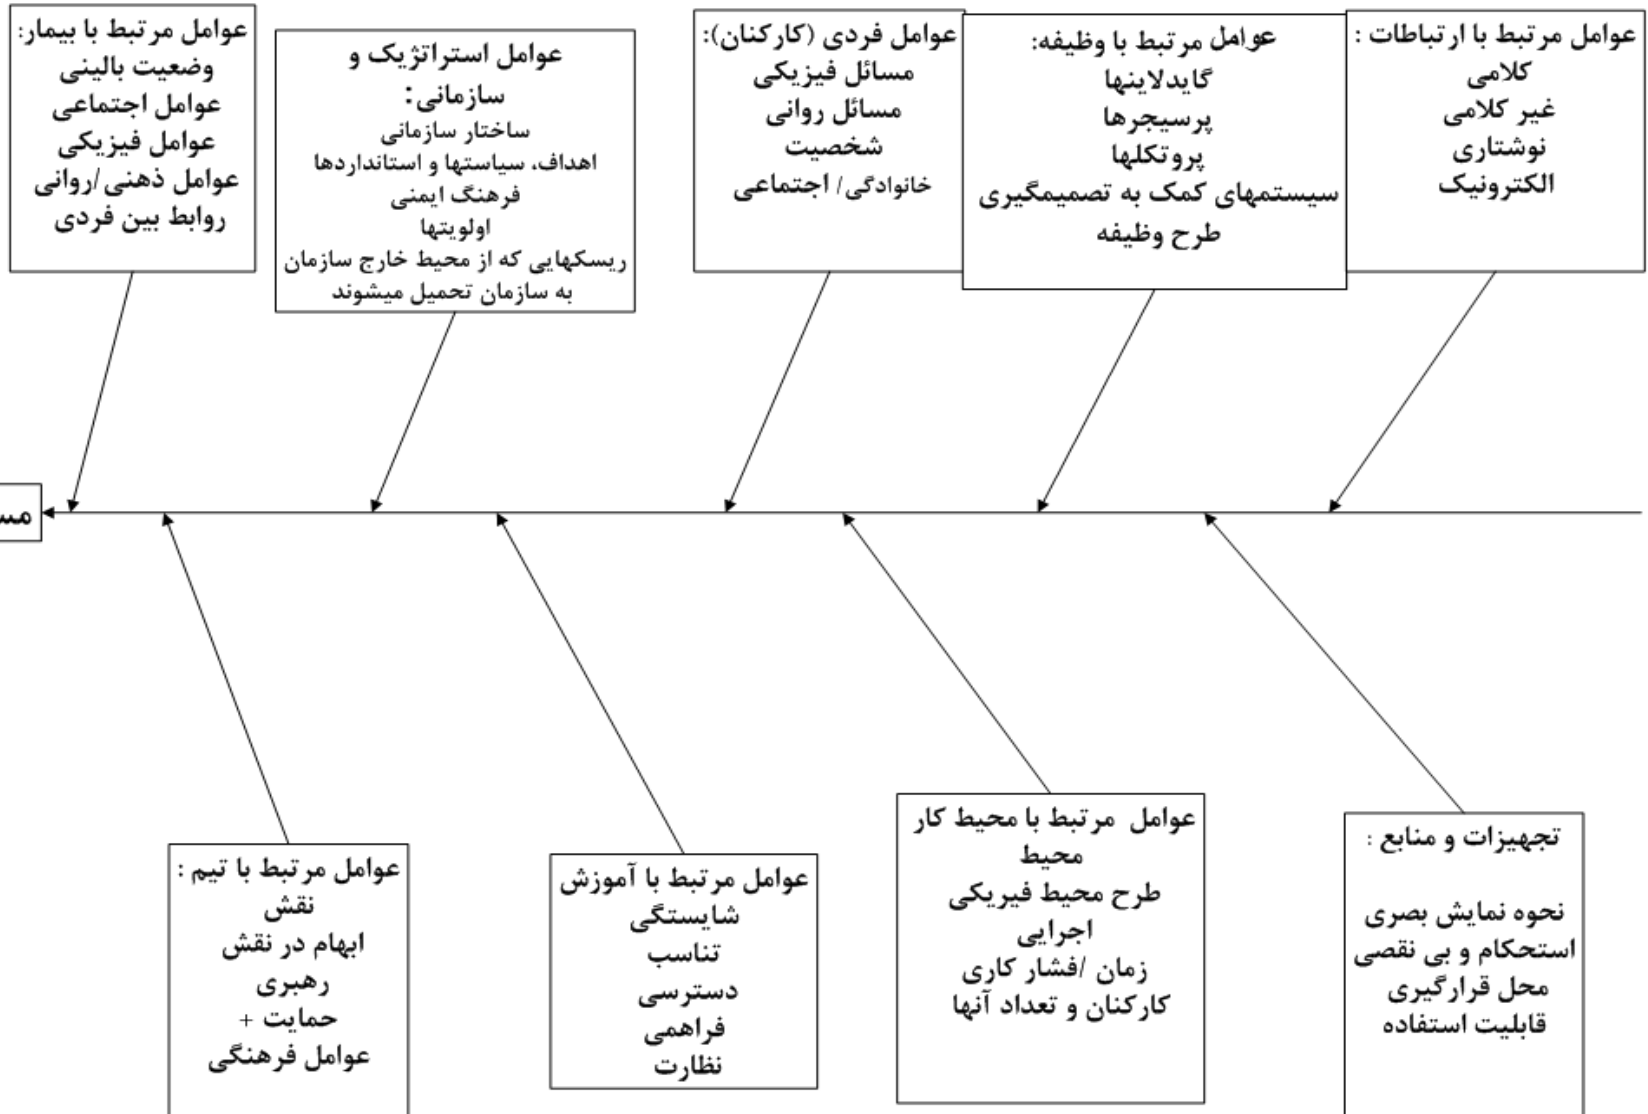 عوامل مرتبط با ارتباطات :
کلامی
غیر کلامی
نوشتاری
الکترونیک
عوامل مرتبط با وظیفه:
گایدلاینها
پرسیجرها
پروتکلها
سیستمهای کمک به تصمیمگیری
طرح وظیفه
عوامل فردی (کارکنان):
مسائل فیزیکی
مسائل روانی
شخصیت
خانوادگی/ اجتماعی
عوامل استراتژیک و
سازمانی:
ساختار سازمانی
اهداف، سیاستها و استانداردها
فرهنگ ایمنی
اولویتها
ریسکهایی که از محیط خارج سازمان
به سازمان تحمیل میشوند
عوامل مرتبط با بیمار:
وضعیت بالینی
عوامل اجتماعی
عوامل فیزیکی
عوامل ذهنی/روانی
روابط بین فردی
تجهیزات و منابع :
نحوه نمایش بصری
استحکام و بی نقصی
محل قرارگیری
قابلیت استفاده
عوامل مرتبط با محیط کار
محیط
طرح محیط فیریکی
اجرایی
زمان /فشار کاری
کارکنان و تعداد آنها
عوامل مرتبط با آموزش
شایستگی
تناسب
دسترسی
فراهمی
نظارت
عوامل مرتبط با تیم :
نقش
ابهام در نقش
رهبری
حمایت +
عوامل فرهنگی